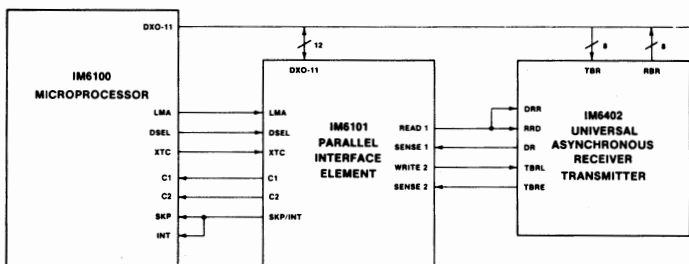 DXO-11
12
8
8
DXO-11
TBR
RBR
IM6100
MICROPROCESSOR
LMA
DSEL
XTC
C1
C2
SKP
INT
LMA
DSEL
XTC
C1
C2
SKP/INT
IM6101
PARALLEL
INTERFACE
ELEMENT
READ 1
SENSE 1
WRITE 2
SENSE 2
DRR
RRD
DR
TBRL
TBRE
IM6402
UNIVERSAL
ASYNCHRONOUS
RECEIVER
TRANSMITTER